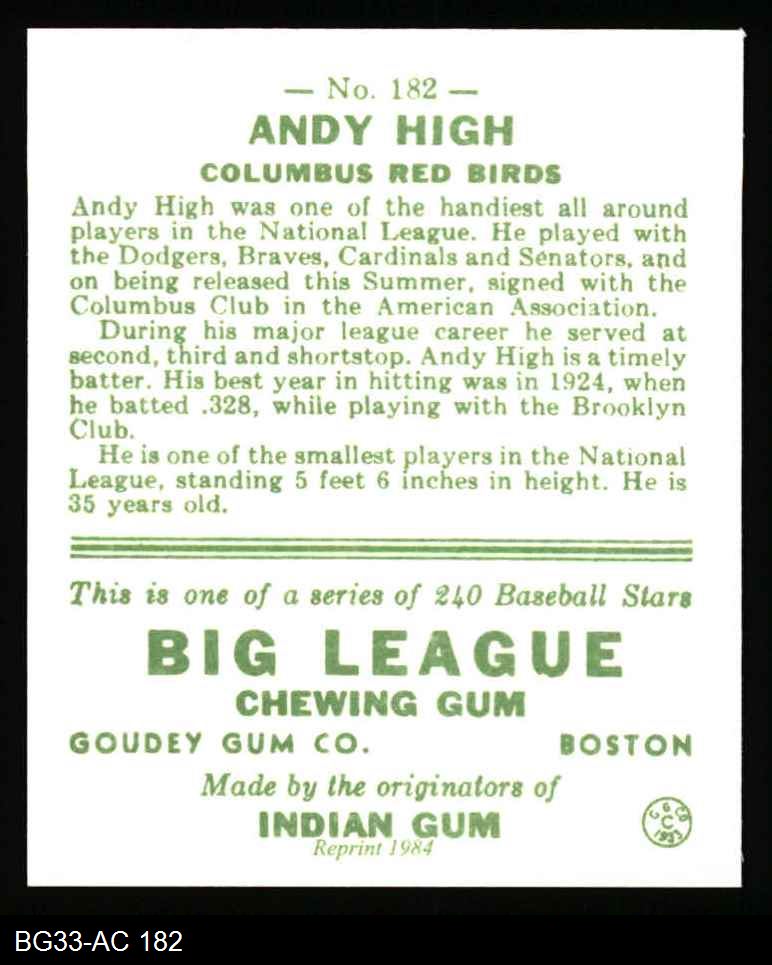 — No. 182 —
ANDY HIGH
COLUMBUS RED BIRDS
Andy High was one of the handiest all around
players in the National League. He played with
the Dodgers, Braves, Cardinals and Senators, and
on being released this Summer, signed with the
Columbus Club in the American Association.
During his major league career he served at
second, third and shortstop. Andy High is a timely
batter. His best year in hitting was in 1924, when
he batted .328, while playing with the Brooklyn
Club.
He is one of the smallest players in the National
League, standing 5 feet 6 inches in height. He is
35 years old.
This is one of a series of 240 Baseball Stars
BIG LEAGUE
CHEWING GUM
GOUDEY GUM CO. BOSTON
Made by the originators of
INDIAN GUM
Reprint 1984
G G CO
C
1933
BG33-AC 182